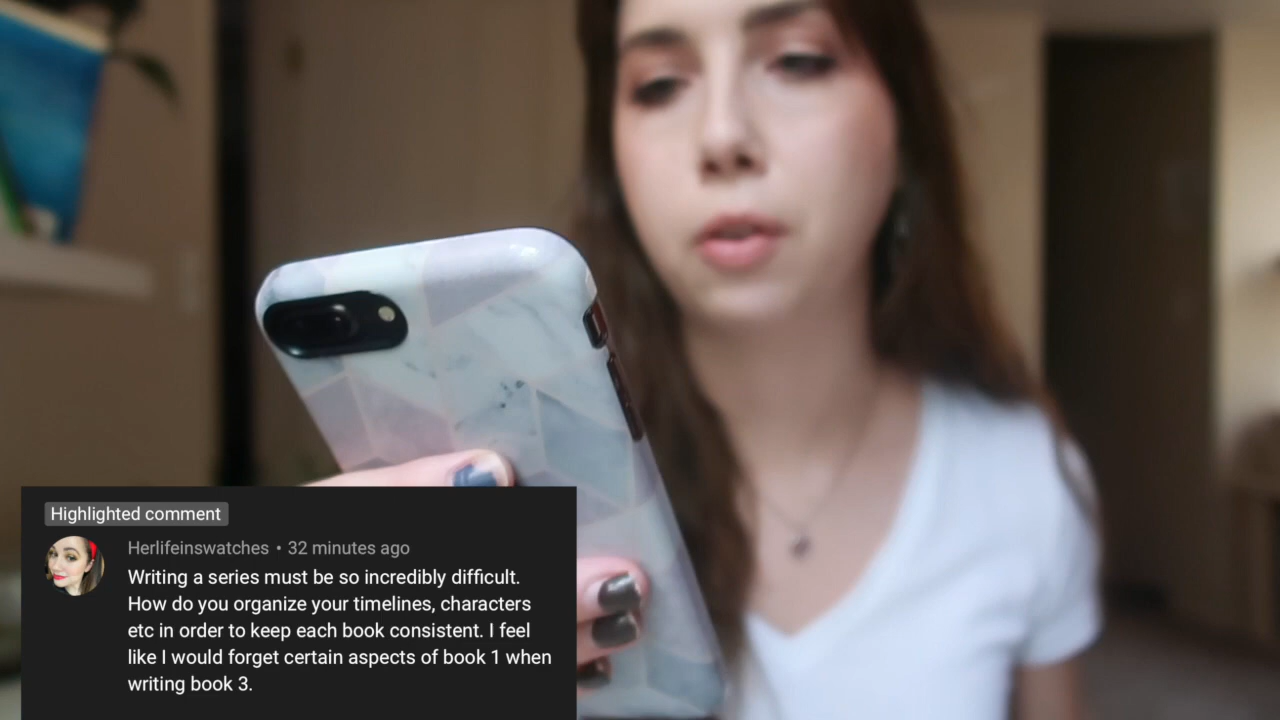 Highlighted comment
Herlifeinswatches • 32 minutes ago
Writing a series must be so incredibly difficult.
How do you organize your timelines, characters
etc in order to keep each book consistent. I feel
like I would forget certain aspects of book 1 when
writing book 3.